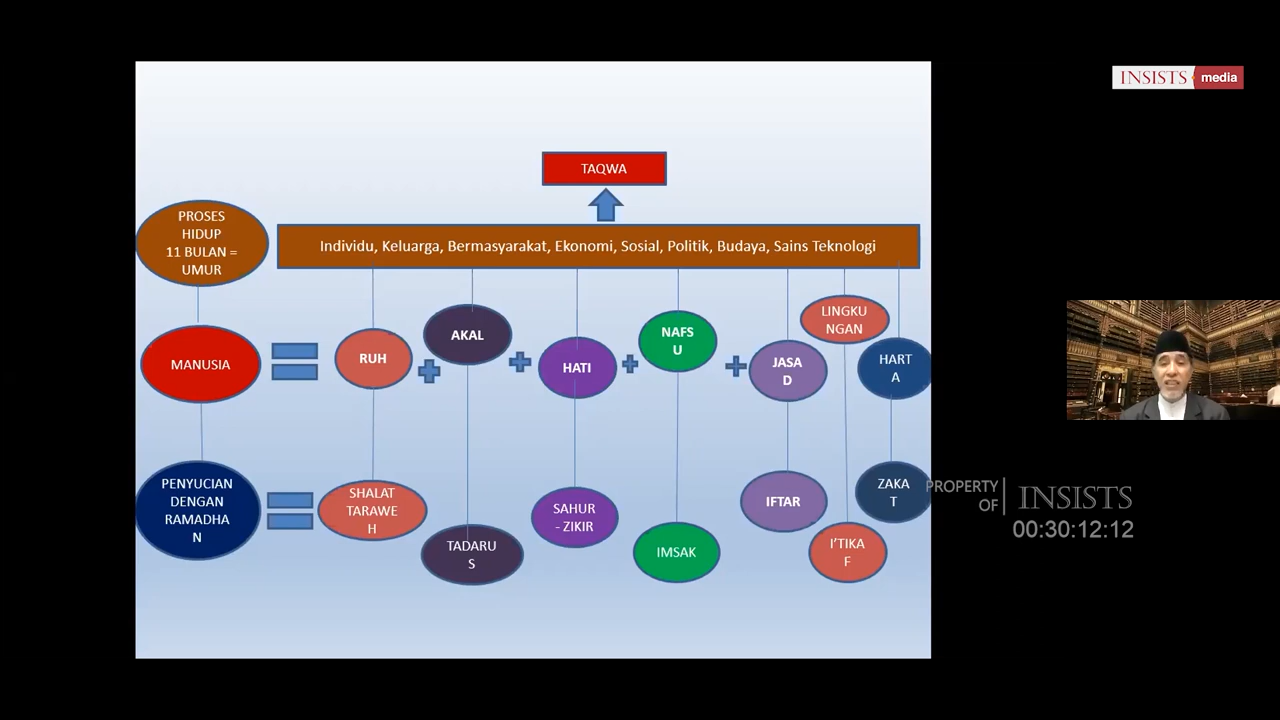 INSISTS media
TAQWA
PROSES
HIDUP
11 BULAN =
UMUR
Individu, Keluarga, Bermasyarakat, Ekonomi, Sosial, Politik, Budaya, Sains Teknologi
MANUSIA
RUH
AKAL
HATI
NAFS
U
JASA
D
LINGKU
NGAN
HART
A
PENYUCIAN
DENGAN
RAMADHA
N
SHALAT
TARAWE
H
TADARU
S
SAHUR
- ZIKIR
IMSAK
IFTAR
I’TIKA
F
ZAKA
T
PROPERTY
OF
INSISTS
00:30:12:12